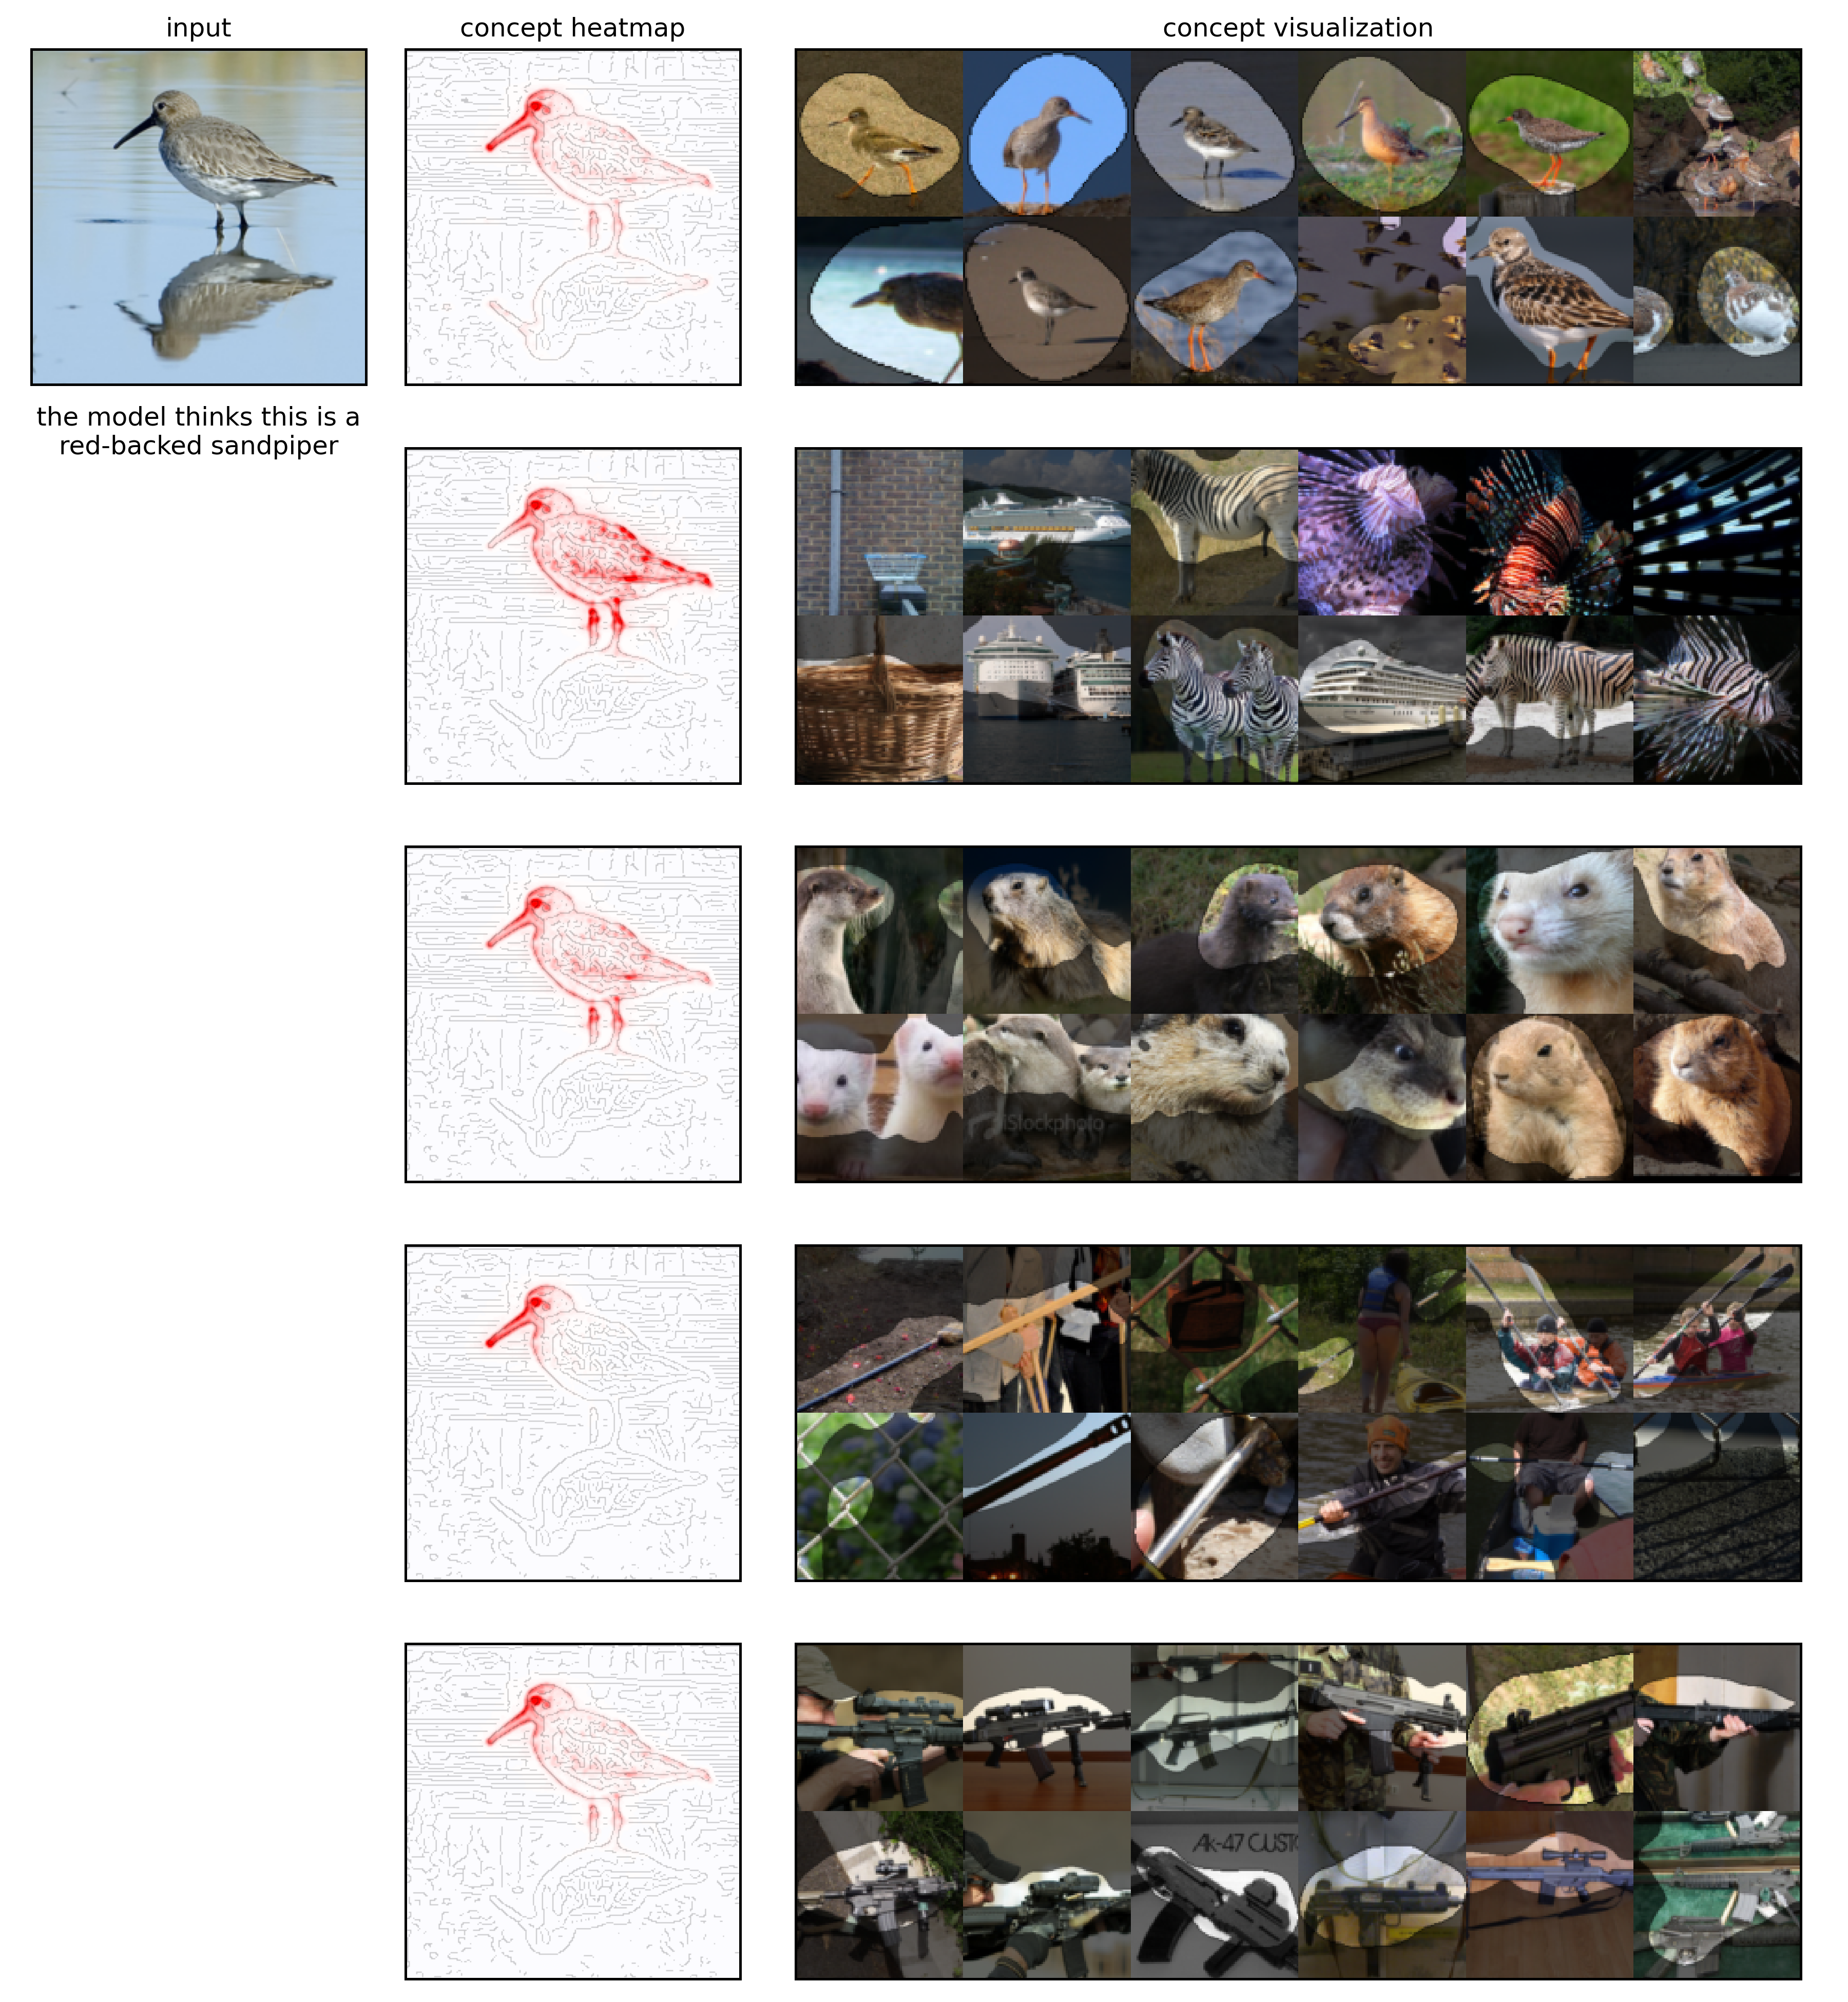 input
concept heatmap
concept visualization
the model thinks this is a
red-backed sandpiper
iStockphoto
AK-47 CUSTO